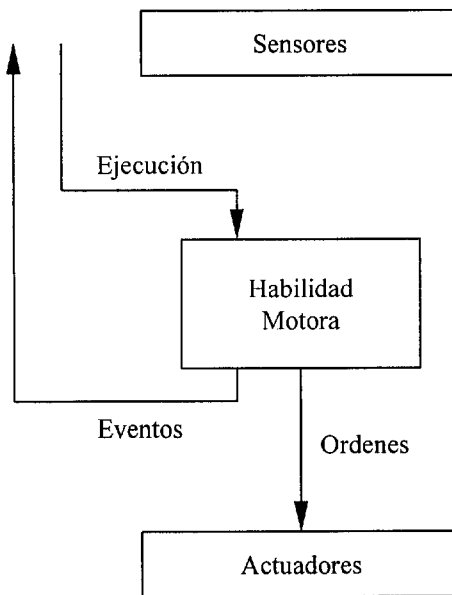 Sensores
Ejecución
Habilidad
Motora
Eventos
Ordenes
Actuadores